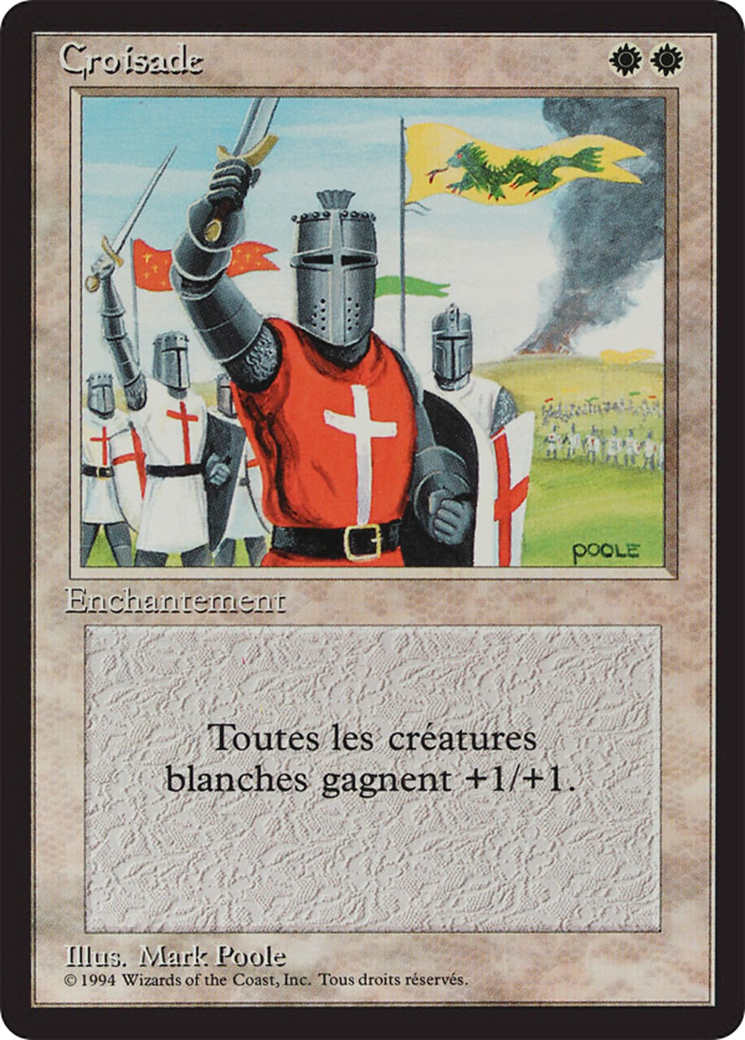 Croisade
POOLE
Enchantement
Toutes les créatures
blanches gagnent +1/+1.
Illus. Mark Poole
© 1994 Wizards of the Coast, Inc. Tous droits réservés.